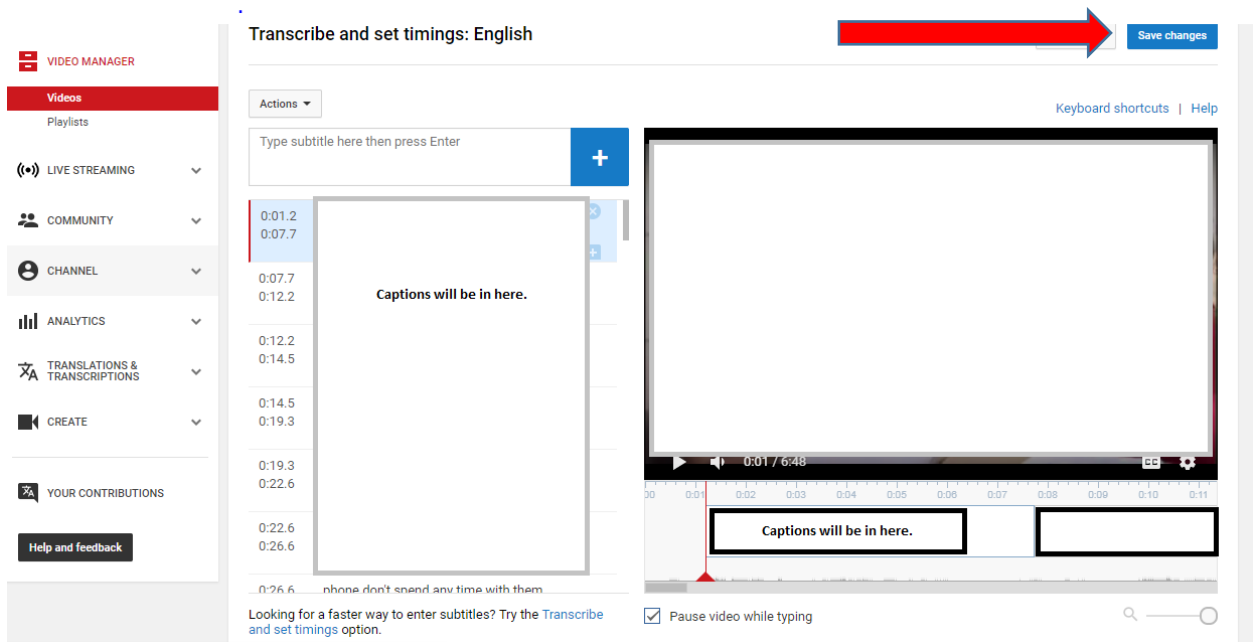 Transcribe and set timings: English
Save changes
VIDEO MANAGER
Videos
Playlists
LIVE STREAMING
COMMUNITY
CHANNEL
ANALYTICS
TRANSLATIONS &
TRANSCRIPTIONS
CREATE
YOUR CONTRIBUTIONS
Help and feedback
Actions
Keyboard shortcuts | Help
Type subtitle here then press Enter
+
0:01.2
0:07.7
0:07.7
0:12.2
0:12.2
0:14.5
0:14.5
0:19.3
0:19.3
0:22.6
0:22.6
0:26.6
0:26.6 phone don't spend any time with them
Captions will be in here.
Looking for a faster way to enter subtitles? Try the Transcribe
and set timings option.
0:01 / 6:48
CC
00 0:01 0:02 0:03 0:04 0:05 0:06 0:07 0:08 0:09 0:10 0:11
Captions will be in here.
Pause video while typing